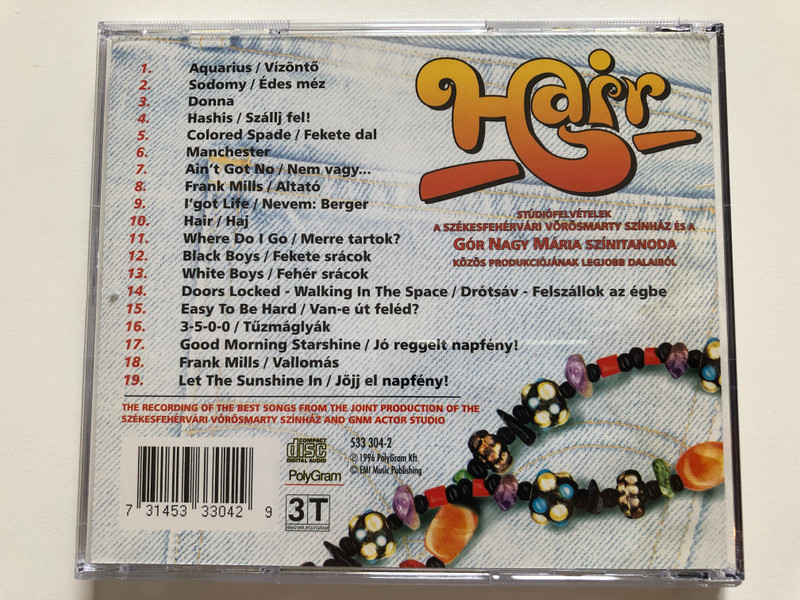 1. Aquarius / Vízöntő
2. Sodomy / Édes méz
3. Donna
4. Hashis / Szállj fel!
5. Colored Spade / Fekete dal
6. Manchester
7. Ain't Got No / Nem vagy...
8. Frank Mills / Altató
9. I'got Life / Nevem: Berger
10. Hair / Haj
11. Where Do I Go / Merre tartok?
12. Black Boys / Fekete srácok
13. White Boys / Fehér srácok
14. Doors Locked - Walking In The Space / Drótsáv - Felszállok az égbe
15. Easy To Be Hard / Van-e út feléd?
16. 3-5-0-0 / Tűzmáglyák
17. Good Morning Starshine / Jó reggelt napfény!
18. Frank Mills / Vallomás
19. Let The Sunshine In / Jöjj el napfény!
Hair
STÚDIÓFELVÉTELEK
A SZÉKESFEHÉRVÁRI VÖRÖSMARTY SZÍNHÁZ ÉS A
GÓR NAGY MÁRIA SZÍNITANODA
KÖZÖS PRODUKCIÓJÁNAK LEGJOBB DALAIBÓL
THE RECORDING OF THE BEST SONGS FROM THE JOINT PRODUCTION OF THE
SZÉKESFEHÉRVÁRI VÖRÖSMARTY SZÍNHÁZ AND GNM ACTOR STUDIO
7 31453 33042 9
COMPACT
disc
DIGITAL AUDIO
PolyGram
3T
MAGYAR POLYGRAM
533 304-2
℗ 1996 PolyGram Kft.
© EMI Music Publishing